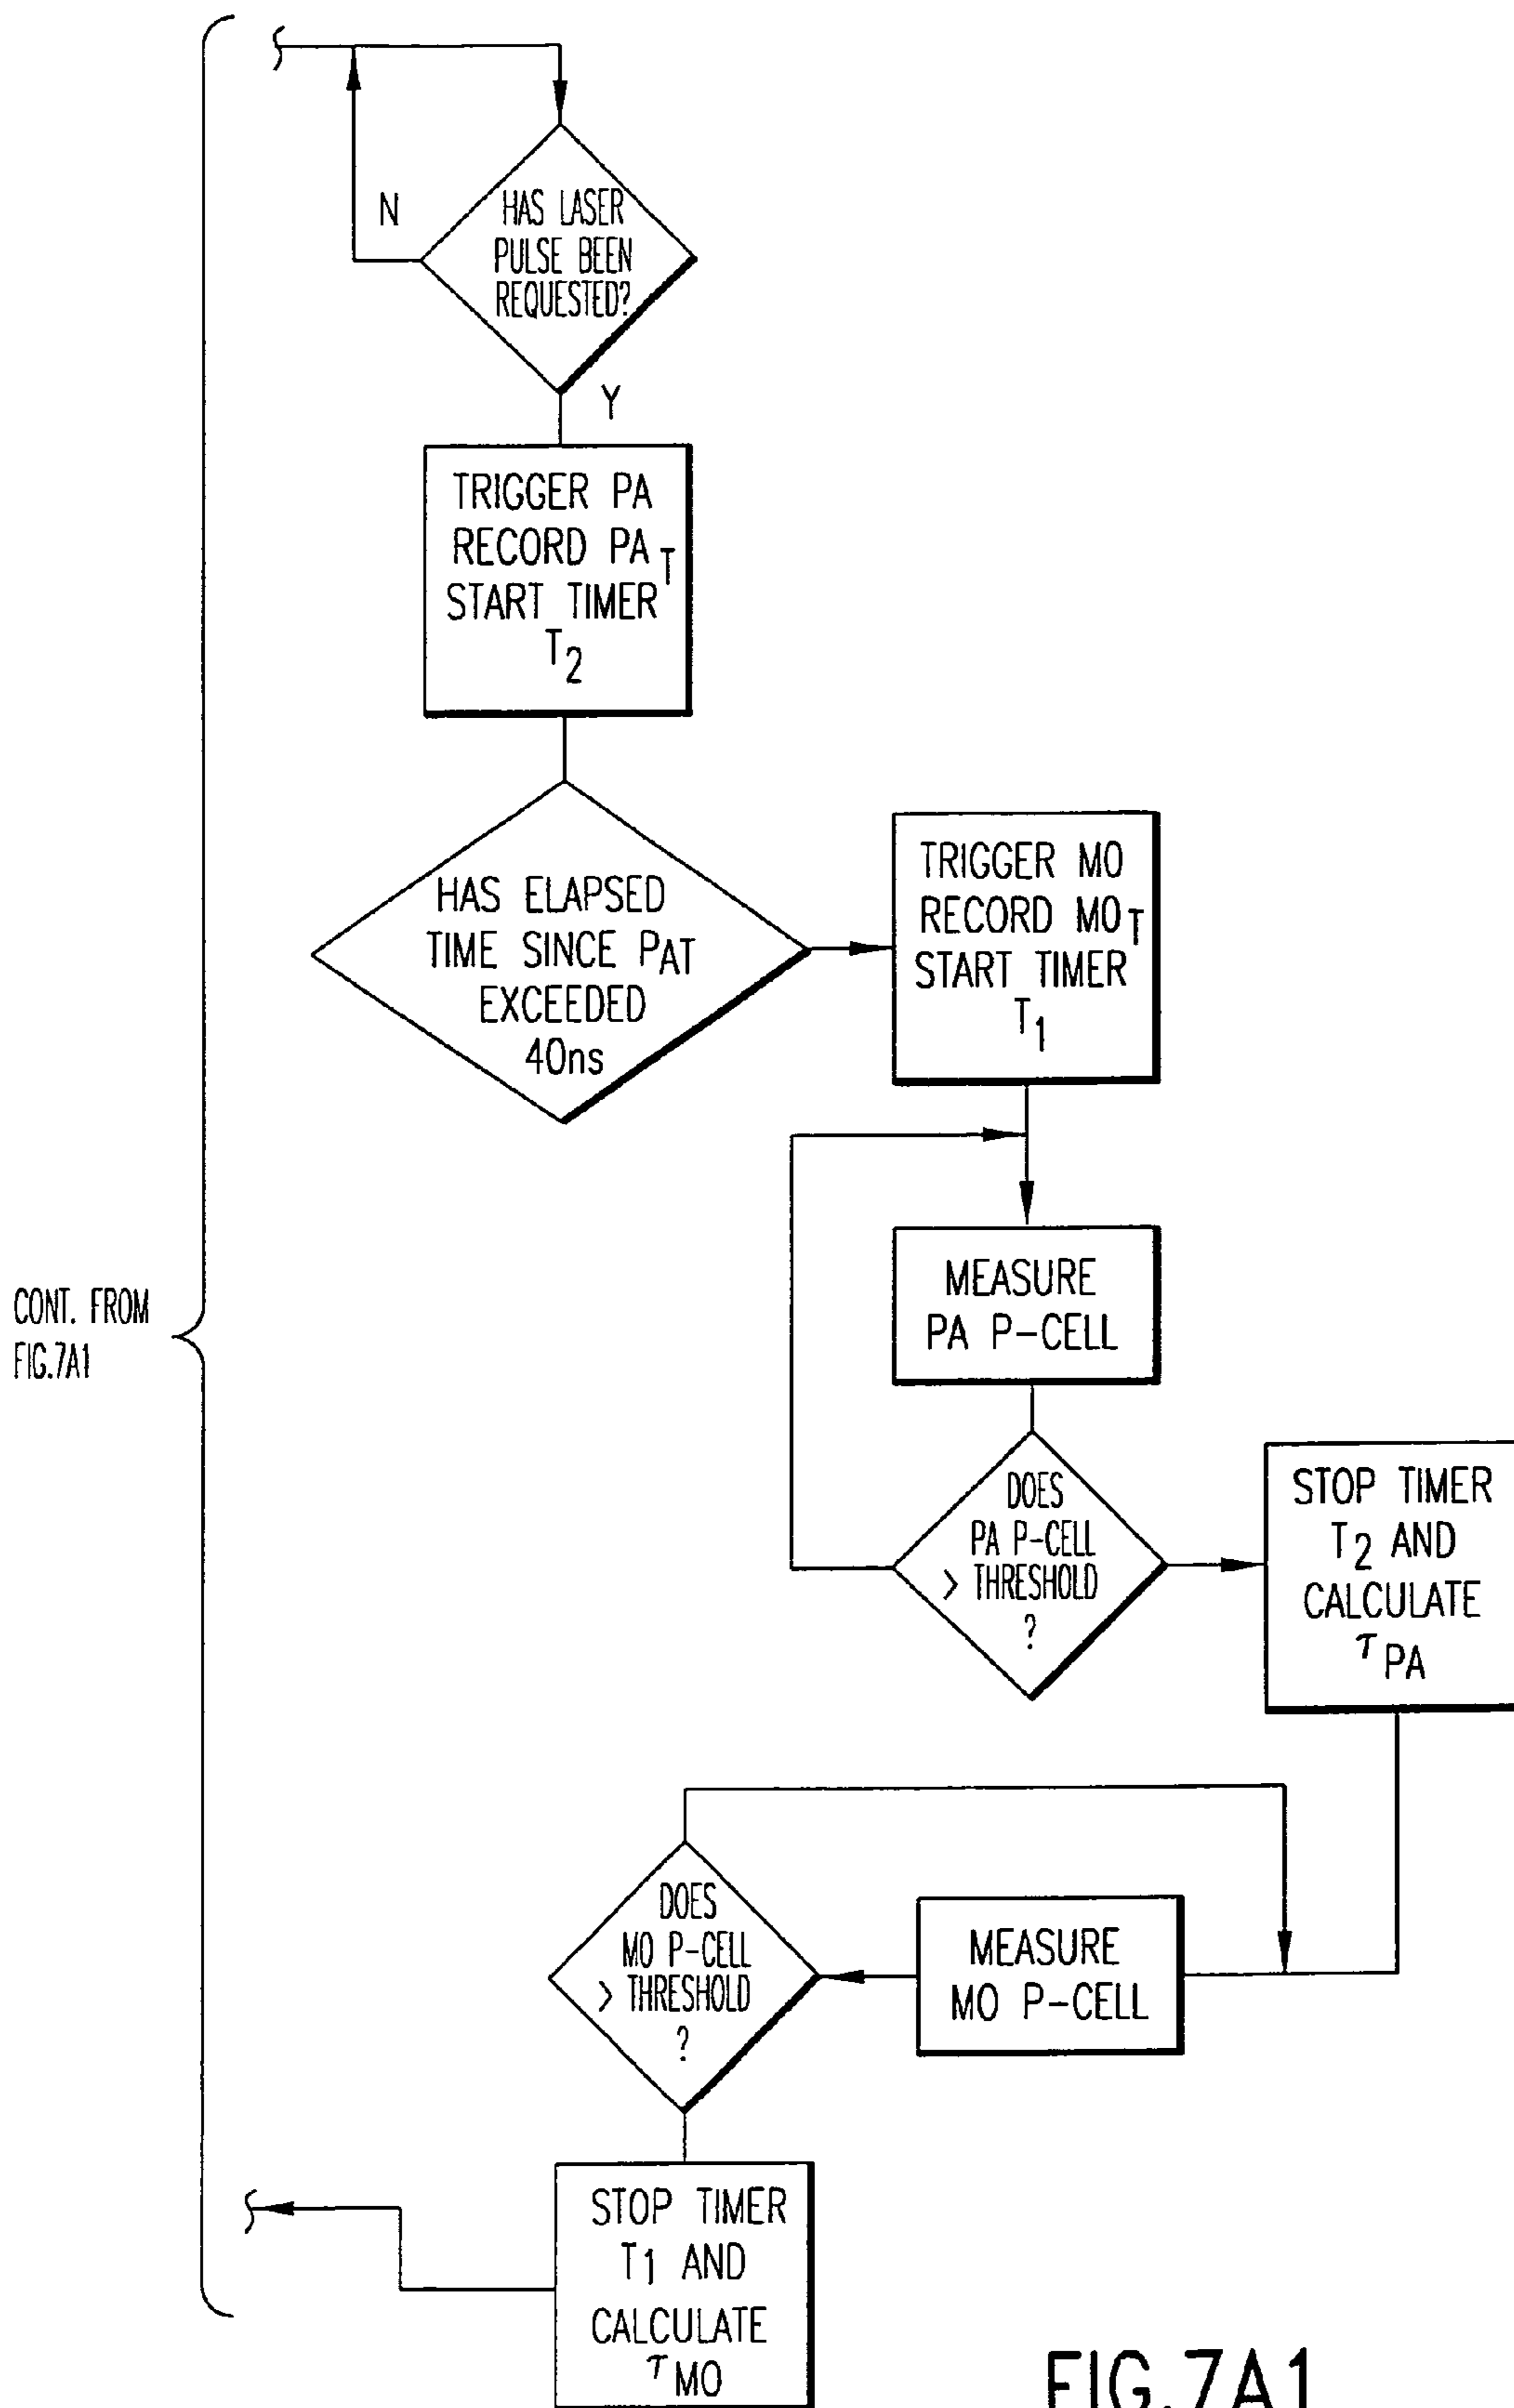 N
HAS LASER
PULSE BEEN
REQUESTED?
Y
TRIGGER PA
RECORD PA T
START TIMER
T2
HAS ELAPSED
TIME SINCE PAT
EXCEEDED
40ns
TRIGGER MO
RECORD MO T
START TIMER
T1
CONT. FROM
FIG.7A1
MEASURE
PA P-CELL
DOES
PA P-CELL
> THRESHOLD
?
STOP TIMER
T2 AND
CALCULATE
τ PA
DOES
MO P-CELL
> THRESHOLD
?
MEASURE
MO P-CELL
STOP TIMER
T1 AND
CALCULATE
τ MO
FIG.7A1